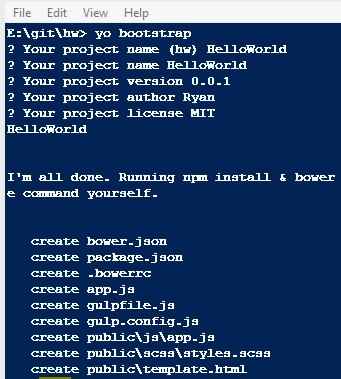 File Edit View Help
E:\git\hw> yo bootstrap
? Your project name (hw) HelloWorld
? Your project name HelloWorld
? Your project version 0.0.1
? Your project author Ryan
? Your project license MIT
HelloWorld
I'm all done. Running npm install & bower
e command yourself.
create bower.json
create package.json
create .bowerrc
create app.js
create gulpfile.js
create gulp.config.js
create public\js\app.js
create public\scss\styles.scss
create public\template.html